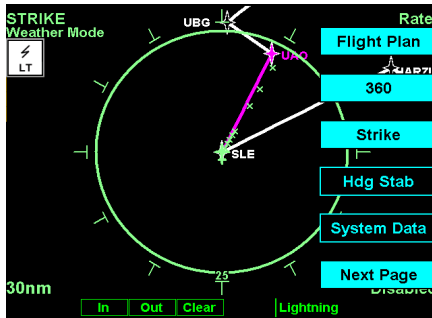 STRIKE
Weather Mode
LT
UBG
Rate
Flight Plan
UAO
HARZL
360
Strike
SLE
Hdg Stab
System Data
25
Next Page
30nm
Disabled
In
Out
Clear
Lightning